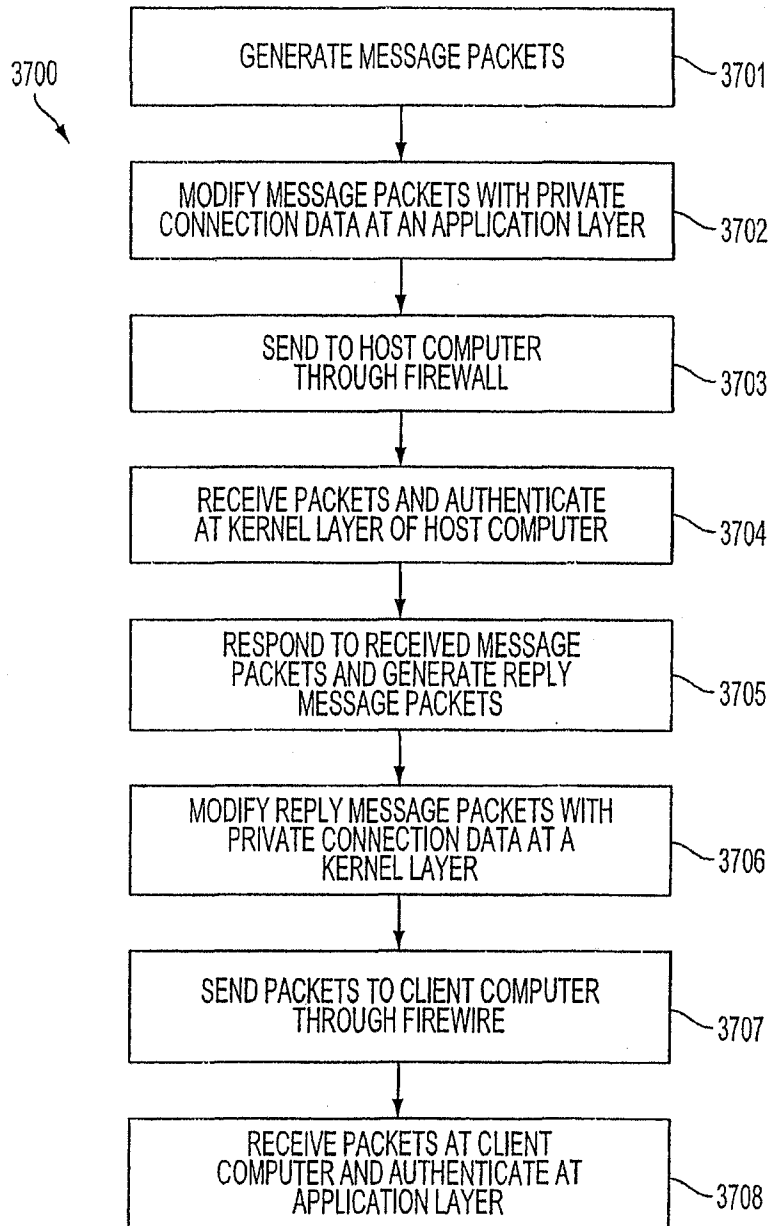 3700
GENERATE MESSAGE PACKETS
3701
MODIFY MESSAGE PACKETS WITH PRIVATE
CONNECTION DATA AT AN APPLICATION LAYER
3702
SEND TO HOST COMPUTER
THROUGH FIREWALL
3703
RECEIVE PACKETS AND AUTHENTICATE
AT KERNEL LAYER OF HOST COMPUTER
3704
RESPOND TO RECEIVED MESSAGE
PACKETS AND GENERATE REPLY
MESSAGE PACKETS
3705
MODIFY REPLY MESSAGE PACKETS WITH
PRIVATE CONNECTION DATA AT A
KERNEL LAYER
3706
SEND PACKETS TO CLIENT COMPUTER
THROUGH FIREWIRE
3707
RECEIVE PACKETS AT CLIENT
COMPUTER AND AUTHENTICATE AT
APPLICATION LAYER
3708